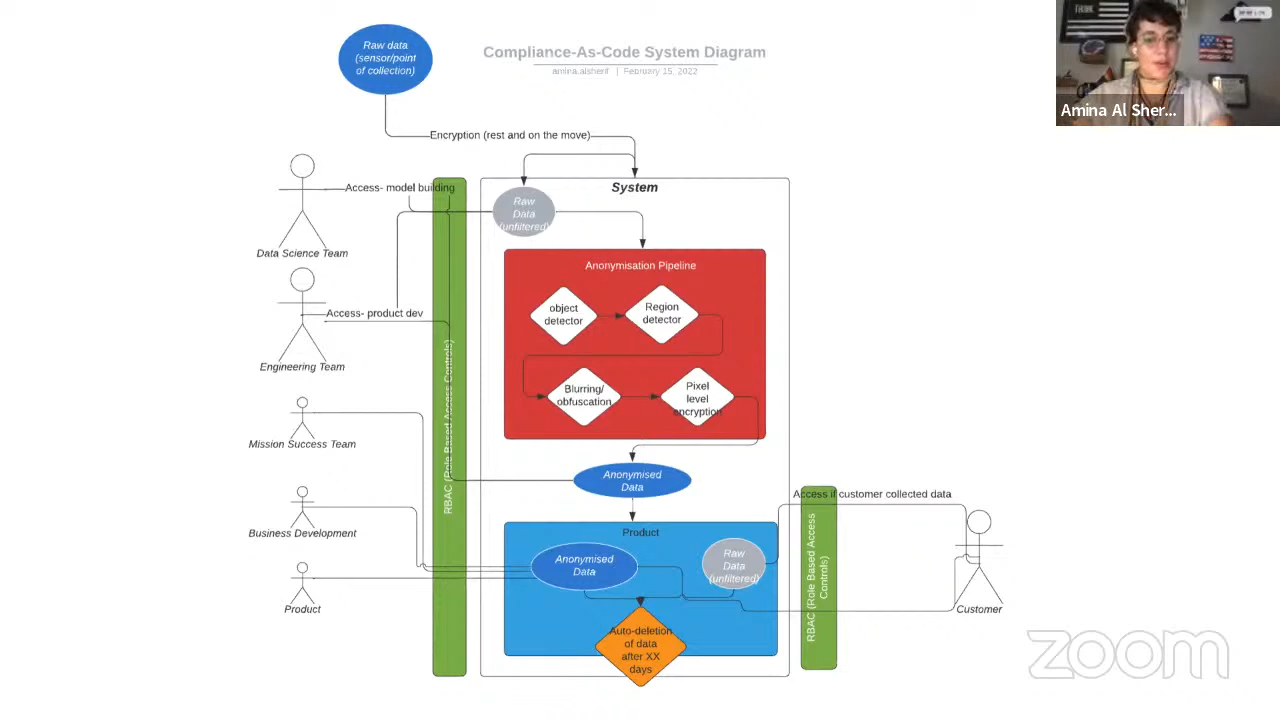 Raw data
(sensor/point
of collection)
Compliance-As-Code System Diagram
amina.alsherif | February 15, 2022
Amina Al Sher...
Encryption (rest and on the move)
System
Access- model building
Raw
Data
(unfiltered)
Data Science Team
Anonymisation Pipeline
object
detector
Region
detector
Access- product dev
Engineering Team
Blurring/
obfuscation
Pixel
level
encryption
Mission Success Team
RBAC (Role Based Access Controls)
Anonymised
Data
Access if customer collected data
Business Development
Product
Anonymised
Data
Raw
Data
(unfiltered)
RBAC (Role Based Access
Controls)
Product
Customer
Auto-deletion
of data
after XX
days
zoom